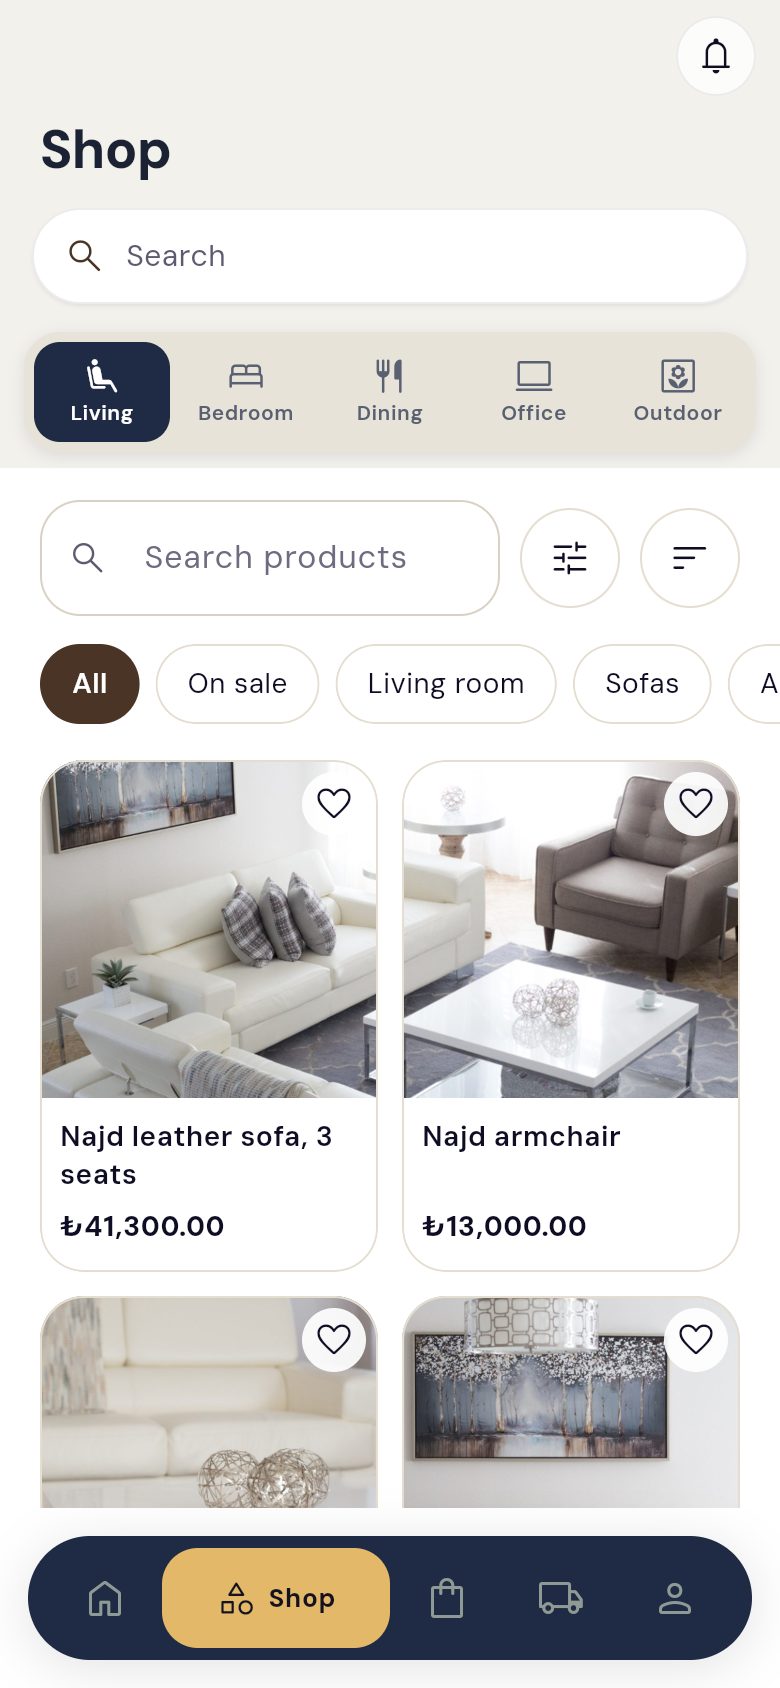 Shop
Search
Living
Bedroom
Dining
Office
Outdoor
Search products
All
On sale
Living room
Sofas
A
Najd leather sofa, 3
seats
₺41,300.00
Najd armchair
₺13,000.00
Shop